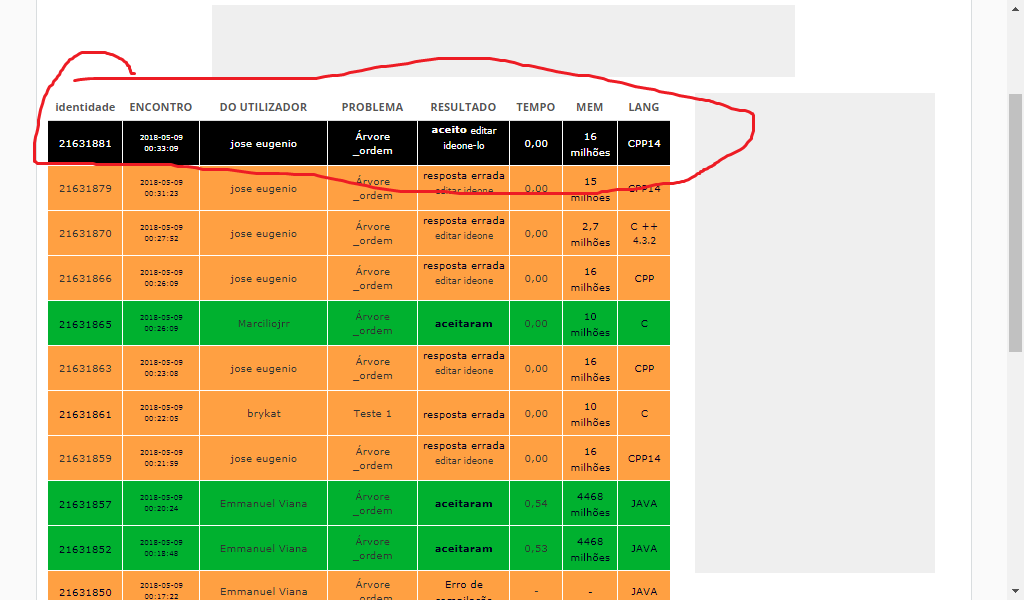 identidade ENCONTRO DO UTILIZADOR PROBLEMA RESULTADO TEMPO MEM LANG
21631881 2018-05-09 00:33:09 jose eugenio Árvore _ordem aceito editar ideone-lo 0,00 16 milhões CPP14
21631879 2018-05-09 00:31:23 jose eugenio Árvore _ordem resposta errada editar ideone 0,00 15 milhões CPP14
21631870 2018-05-09 00:27:52 jose eugenio Árvore _ordem resposta errada editar ideone 0,00 2,7 milhões C ++ 4.3.2
21631866 2018-05-09 00:26:09 jose eugenio Árvore _ordem resposta errada editar ideone 0,00 16 milhões CPP
21631865 2018-05-09 00:26:09 Marciliojrr Árvore _ordem aceitaram 0,00 10 milhões C
21631863 2018-05-09 00:23:08 jose eugenio Árvore _ordem resposta errada editar ideone 0,00 16 milhões CPP
21631861 2018-05-09 00:22:05 brykat Teste 1 resposta errada 0,00 10 milhões C
21631859 2018-05-09 00:21:59 jose eugenio Árvore _ordem resposta errada editar ideone 0,00 16 milhões CPP14
21631857 2018-05-09 00:20:24 Emmanuel Viana Árvore _ordem aceitaram 0,54 4468 milhões JAVA
21631852 2018-05-09 00:18:48 Emmanuel Viana Árvore _ordem aceitaram 0,53 4468 milhões JAVA
21631850 2018-05-09 00:17:22 Emmanuel Viana Árvore _ordem Erro de compilação - - JAVA